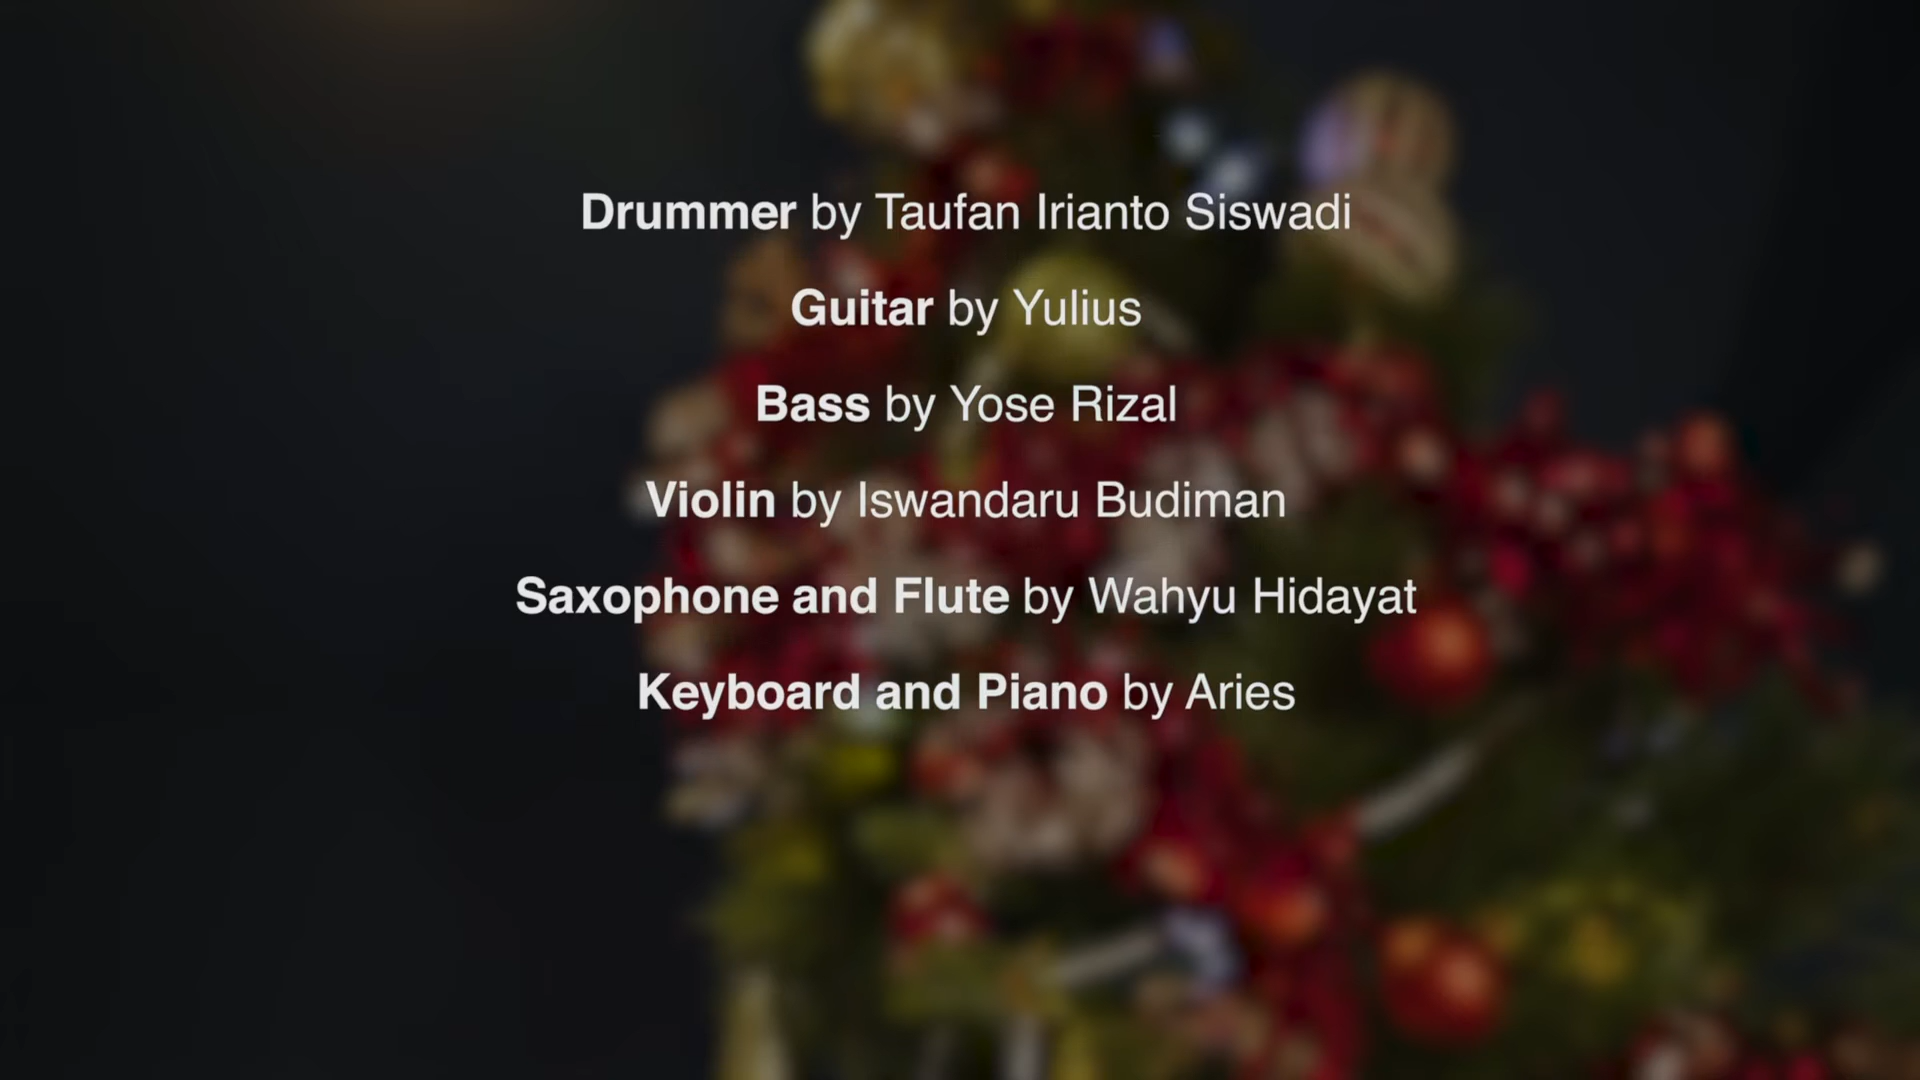 Drummer by Taufan Irianto Siswadi
Guitar by Yulius
Bass by Yose Rizal
Violin by Iswandaru Budiman
Saxophone and Flute by Wahyu Hidayat
Keyboard and Piano by Aries